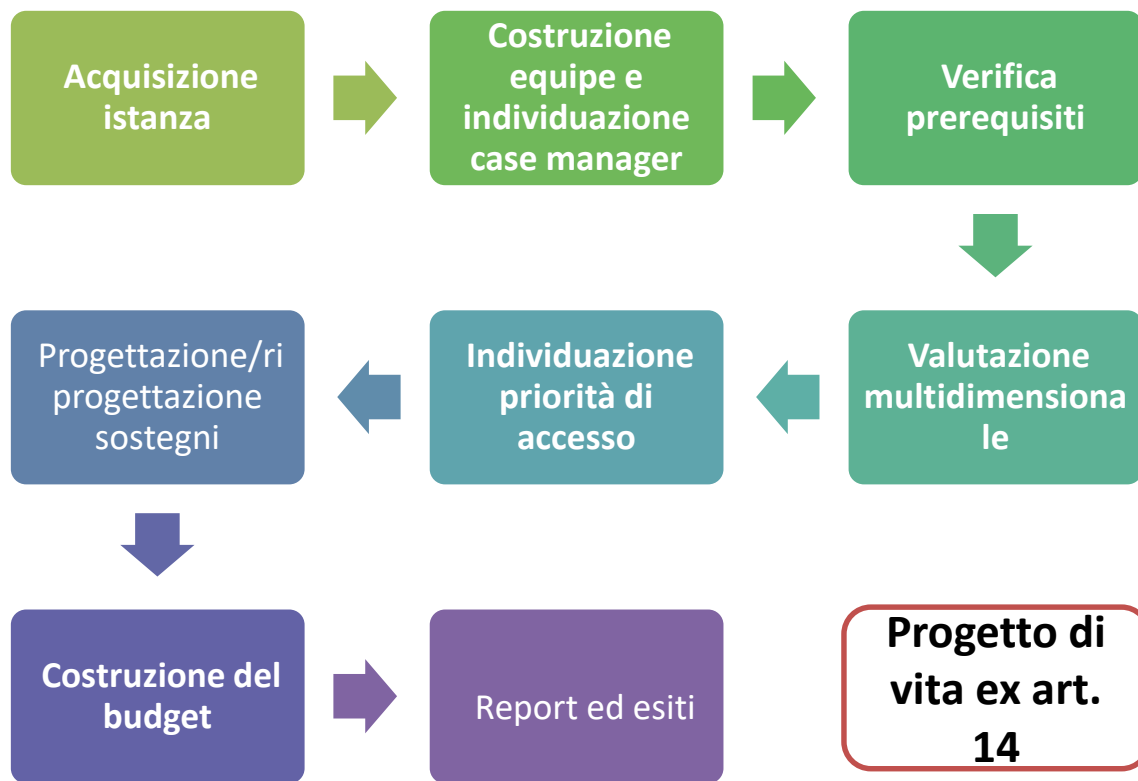 Acquisizione
istanza
Costruzione
equipe e
individuazione
case manager
Verifica
prerequisiti
Valutazione
multidimensiona
le
Individuazione
priorità di
accesso
Progettazione/ri
progettazione
sostegni
Costruzione del
budget
Report ed esiti
Progetto di
vita ex art.
14